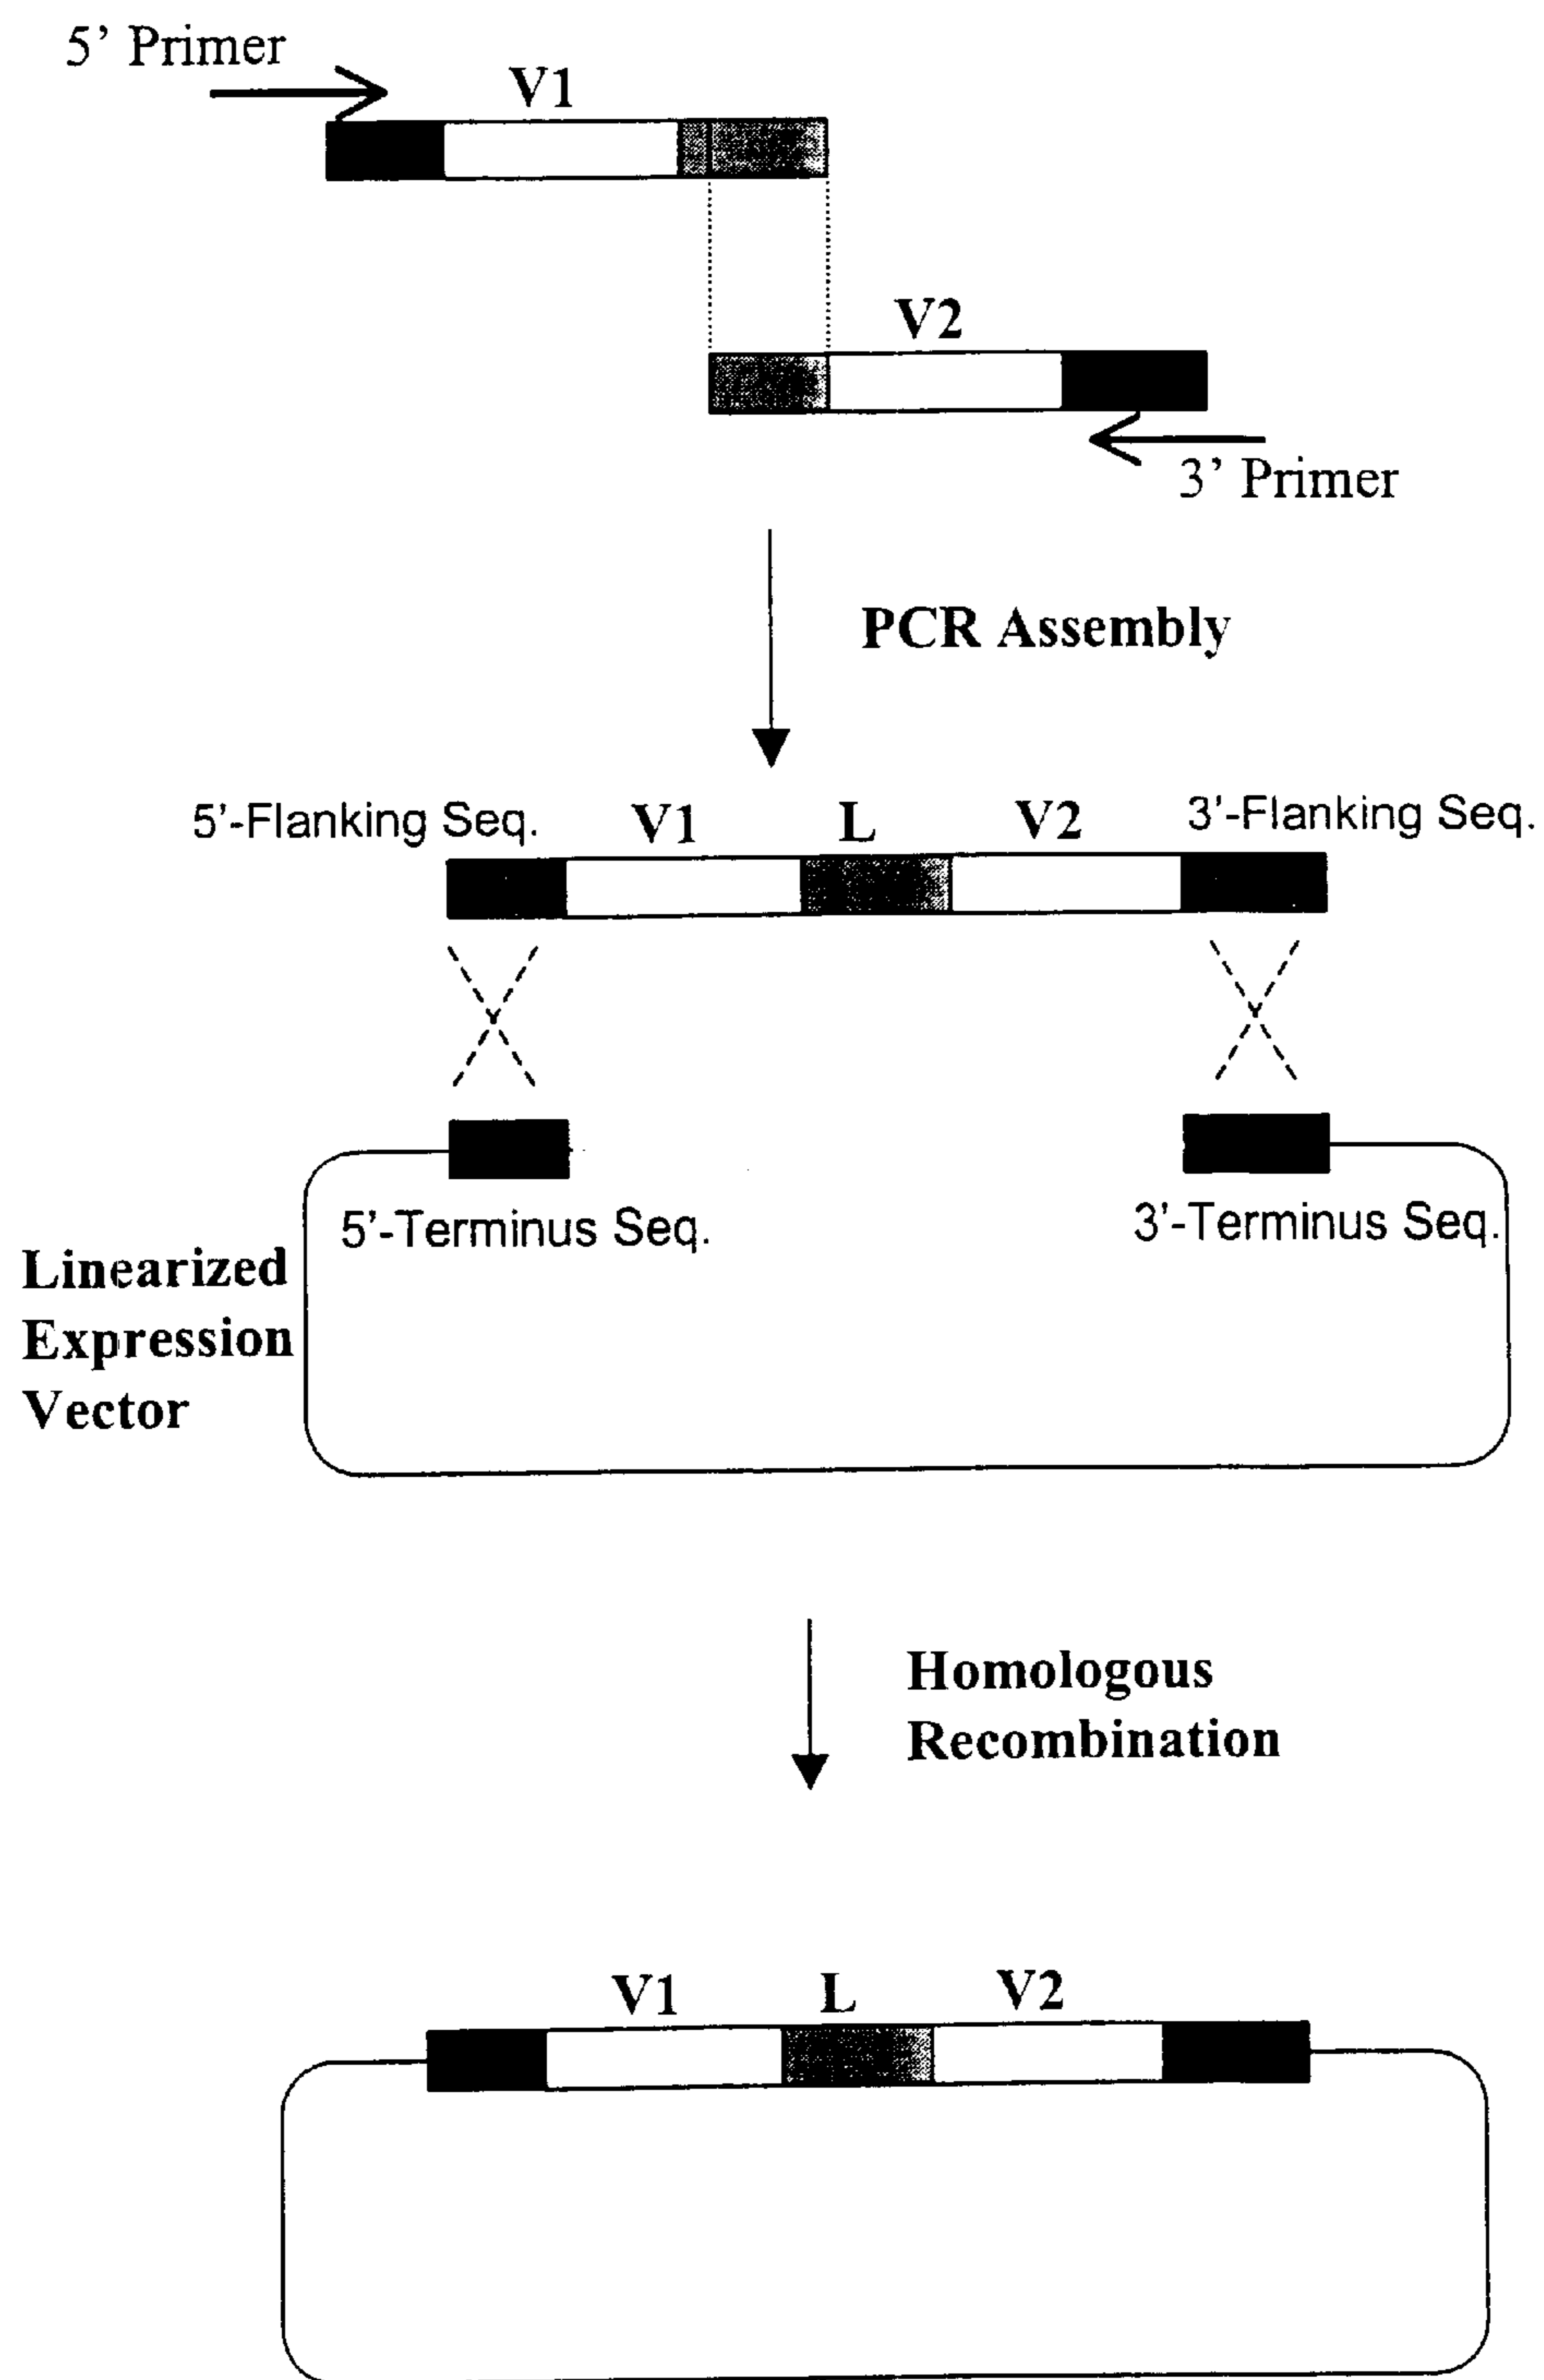 5' Primer
V1
V2
3' Primer
PCR Assembly
5'-Flanking Seq.
V1
L
V2
3'-Flanking Seq.
5'-Terminus Seq.
3'-Terminus Seq.
Linearized
Expression
Vector
Homologous
Recombination
V1
L
V2